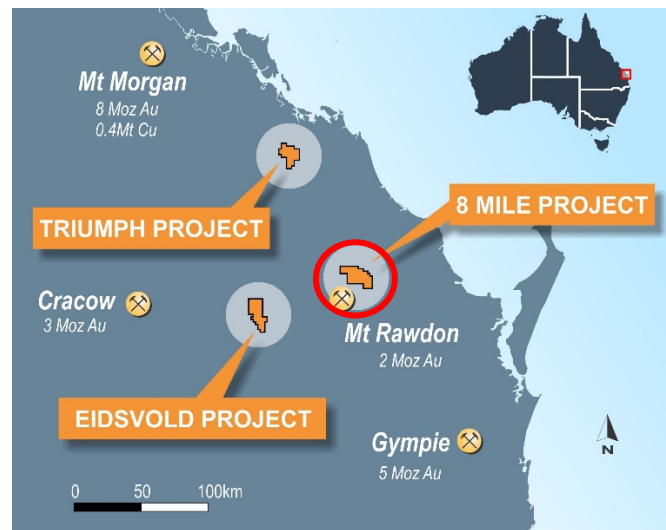 Mt Morgan
8 Moz Au
0.4Mt Cu
TRIUMPH PROJECT
8 MILE PROJECT
Cracow
3 Moz Au
Mt Rawdon
2 Moz Au
EIDSVOLD PROJECT
Gympie
5 Moz Au
N
0 50 100km